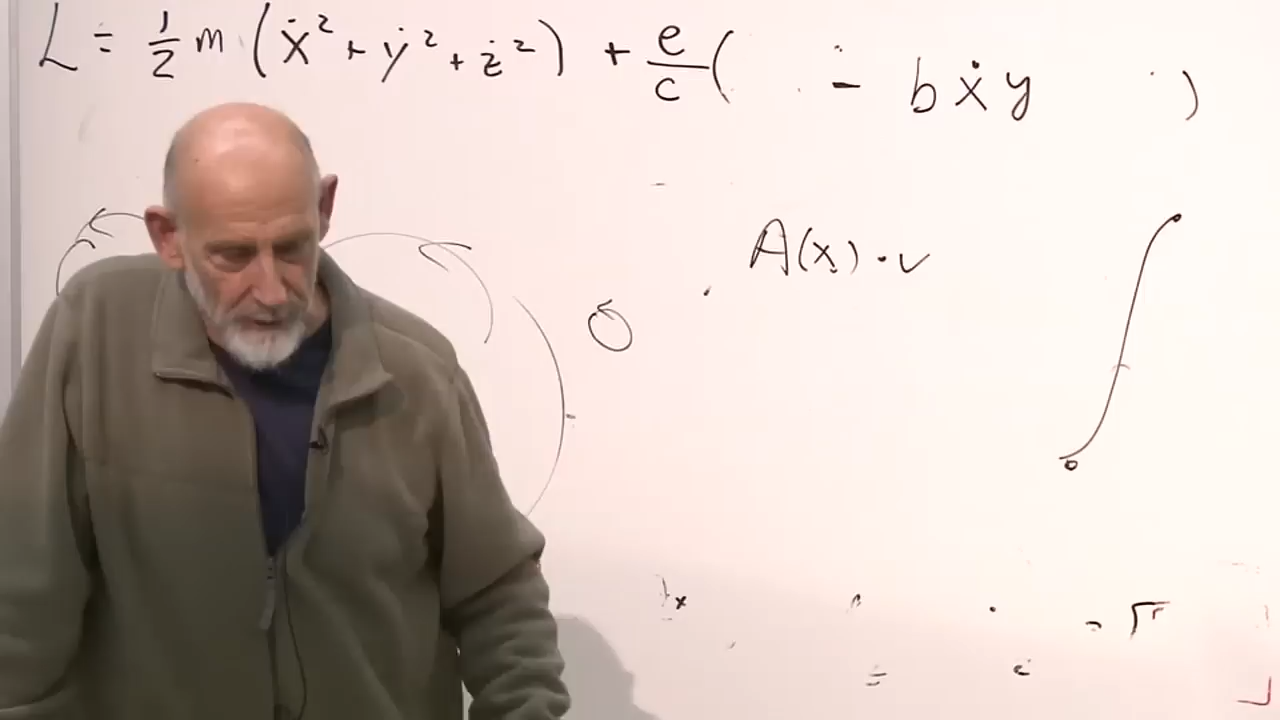 L = 1/2 m (ẋ² + ẏ² + ż²) + e/c ( - b ẋ y )
A(x) · v